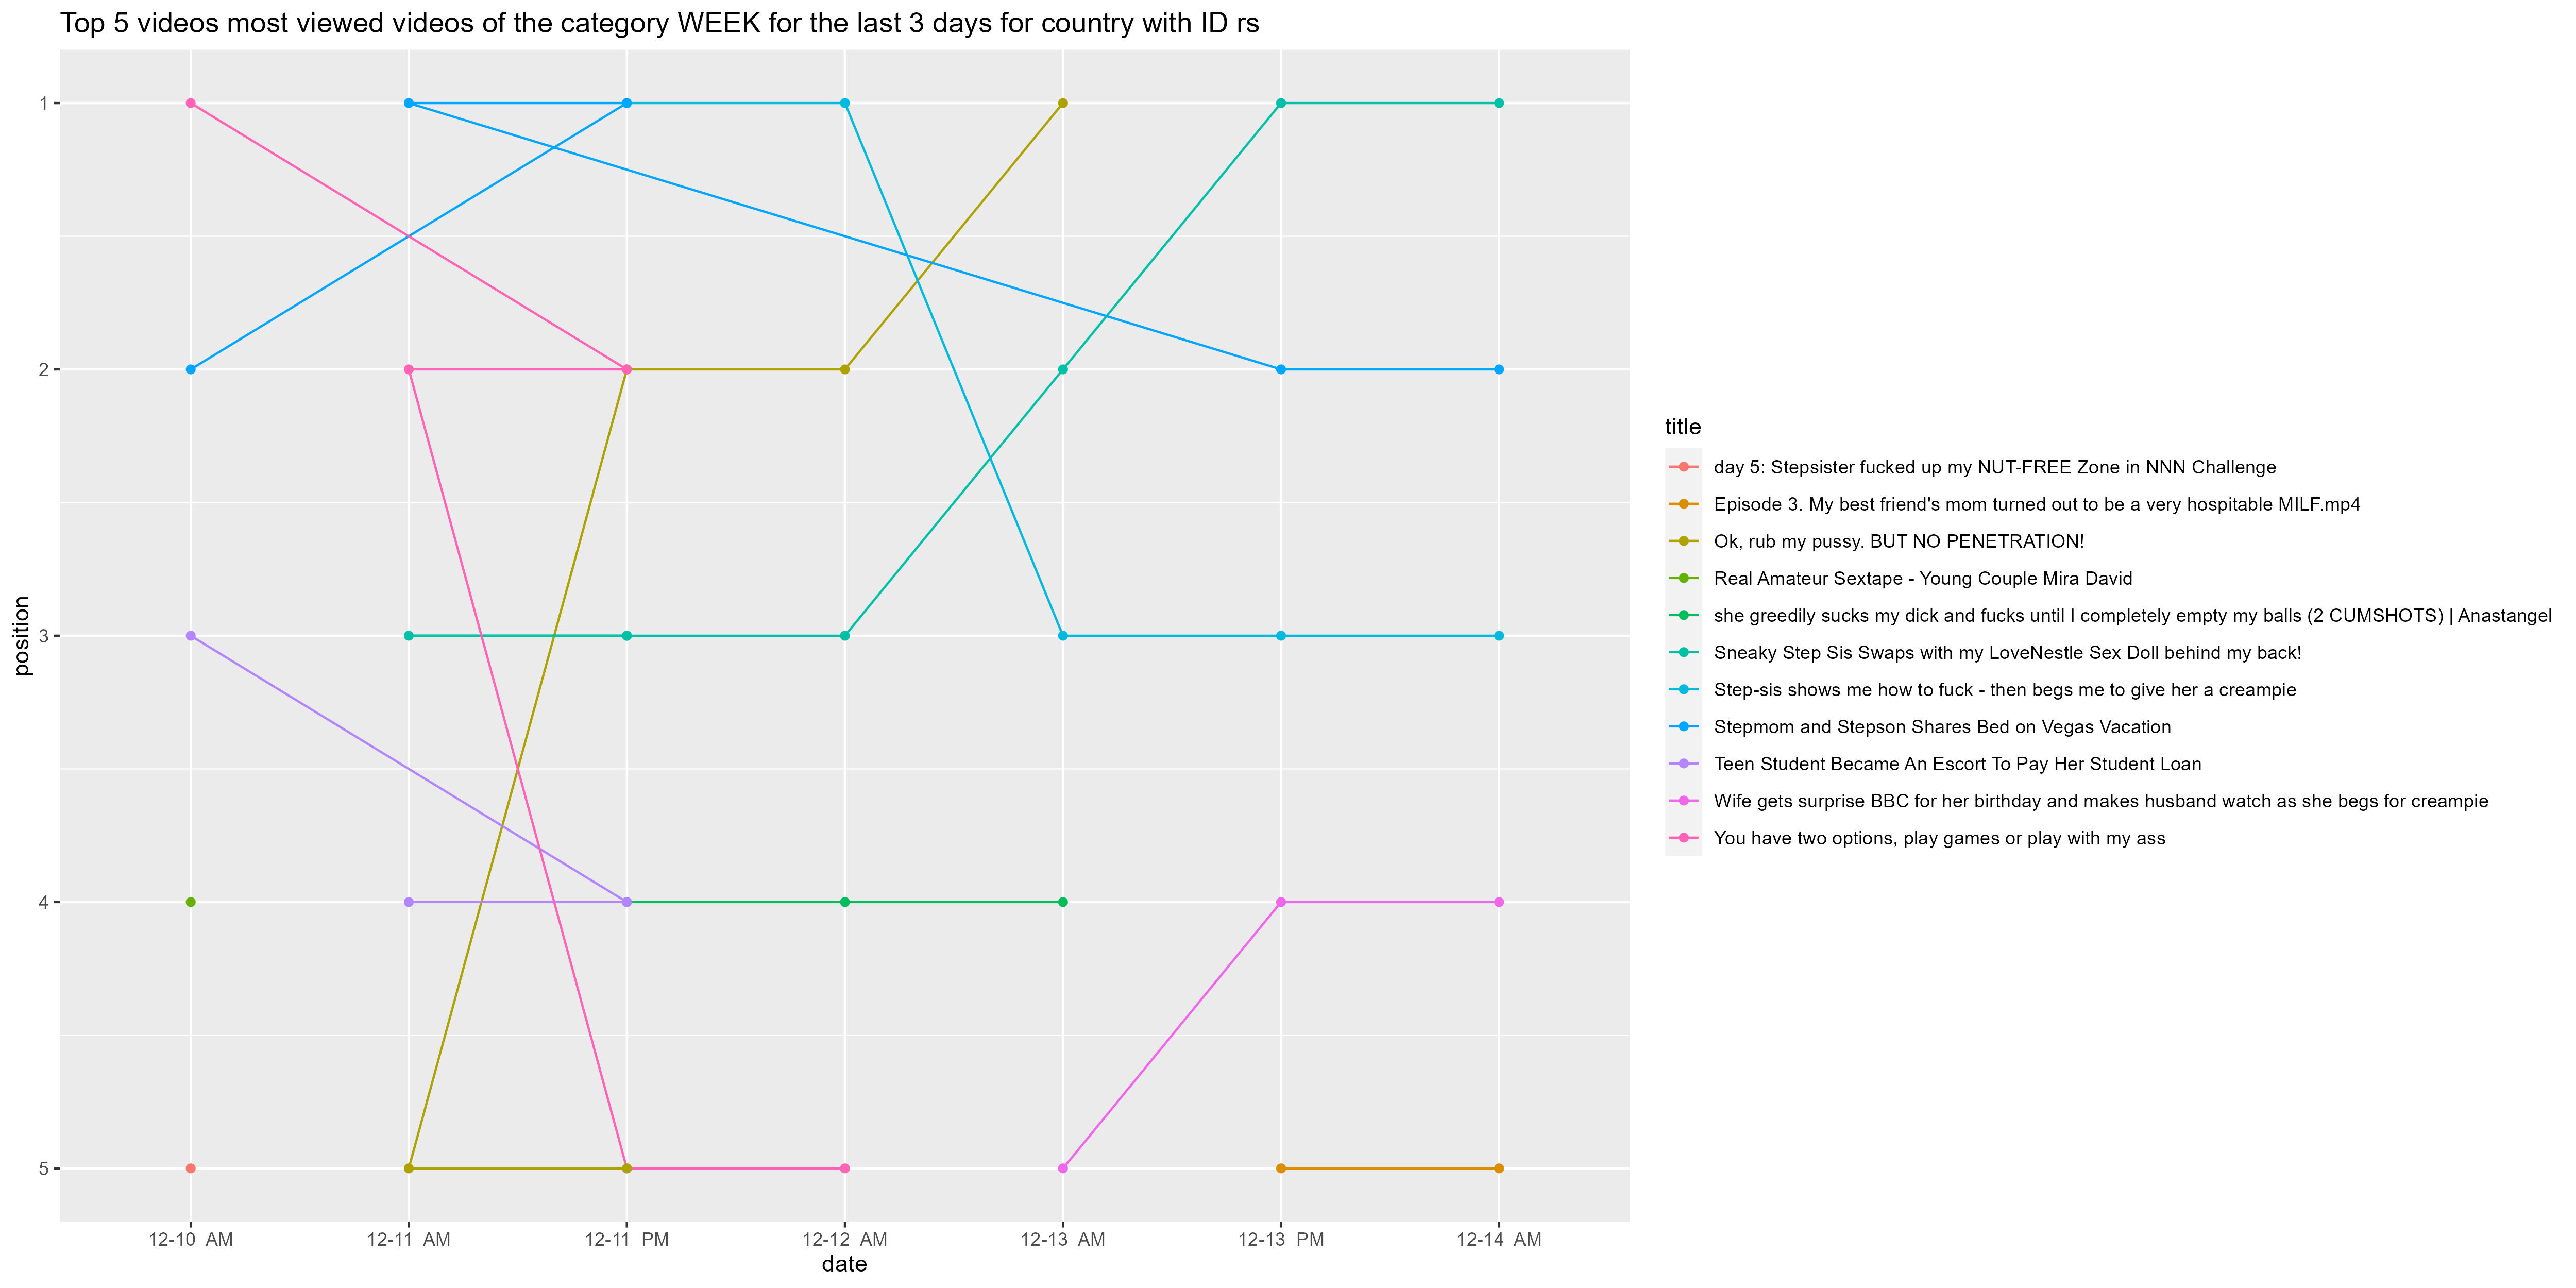 Top 5 videos most viewed videos of the category WEEK for the last 3 days for country with ID rs
1
2
3
4
5
position
12-10 AM
12-11 AM
12-11 PM
12-12 AM
12-13 AM
12-13 PM
12-14 AM
date
title
day 5: Stepsister fucked up my NUT-FREE Zone in NNN Challenge
Episode 3. My best friend's mom turned out to be a very hospitable MILF.mp4
Ok, rub my pussy. BUT NO PENETRATION!
Real Amateur Sextape - Young Couple Mira David
she greedily sucks my dick and fucks until I completely empty my balls (2 CUMSHOTS) | Anastangel
Sneaky Step Sis Swaps with my LoveNestle Sex Doll behind my back!
Step-sis shows me how to fuck - then begs me to give her a creampie
Stepmom and Stepson Shares Bed on Vegas Vacation
Teen Student Became An Escort To Pay Her Student Loan
Wife gets surprise BBC for her birthday and makes husband watch as she begs for creampie
You have two options, play games or play with my ass